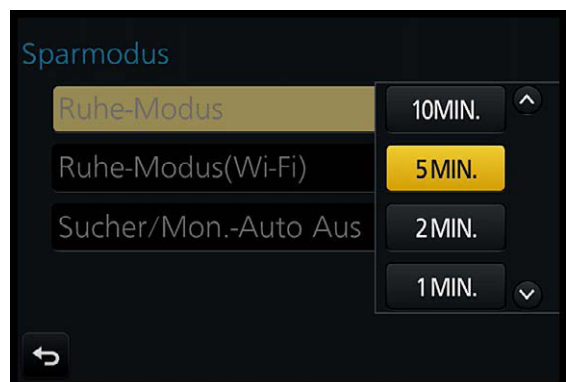 Sparmodus
Ruhe-Modus
10MIN.
Ruhe-Modus(Wi-Fi)
5MIN.
Sucher/Mon.-Auto Aus
2MIN.
1MIN.